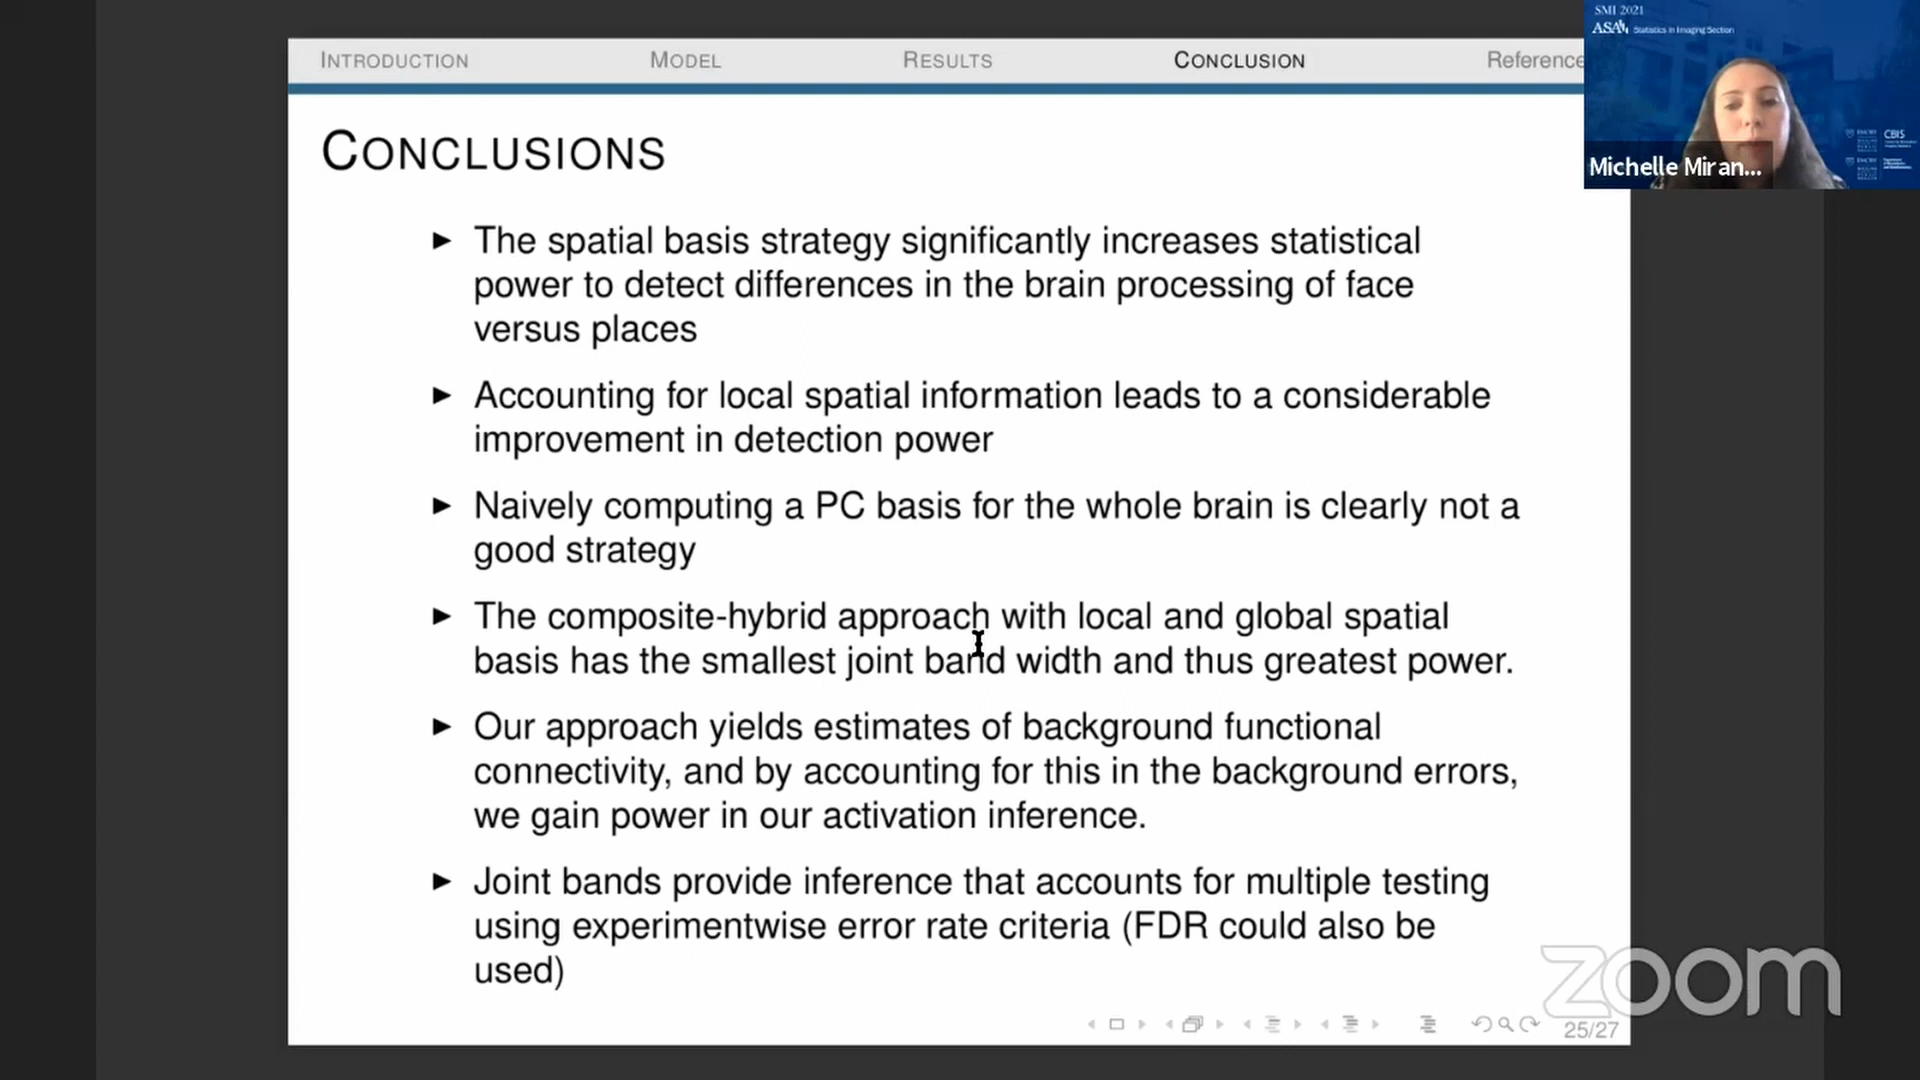 INTRODUCTION MODEL RESULTS CONCLUSION Reference
SMI 2021
ASA Statistics in Imaging Section
CBIS
Michelle Miran...
CONCLUSIONS
► The spatial basis strategy significantly increases statistical
power to detect differences in the brain processing of face
versus places
► Accounting for local spatial information leads to a considerable
improvement in detection power
► Naively computing a PC basis for the whole brain is clearly not a
good strategy
► The composite-hybrid approach with local and global spatial
basis has the smallest joint band width and thus greatest power.
► Our approach yields estimates of background functional
connectivity, and by accounting for this in the background errors,
we gain power in our activation inference.
► Joint bands provide inference that accounts for multiple testing
using experimentwise error rate criteria (FDR could also be
used)
zoom
25/27